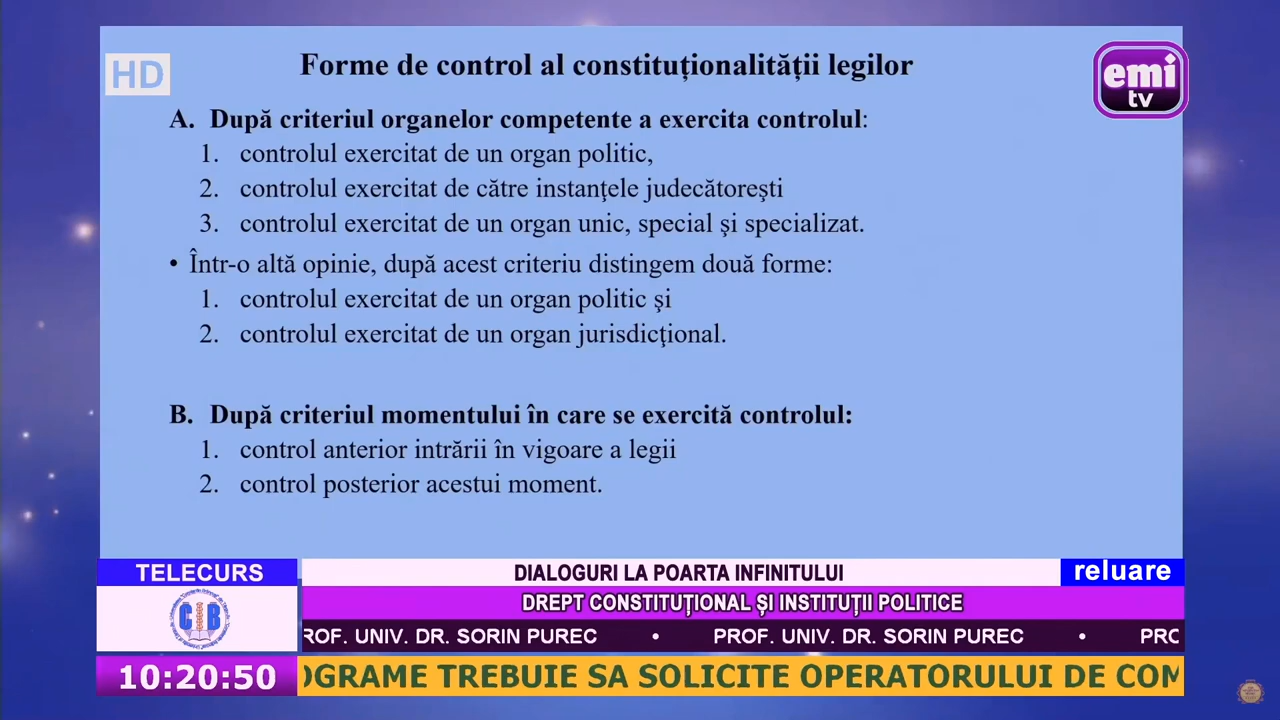 HD
Forme de control al constituționalității legilor
emi
tv
A. După criteriul organelor competente a exercita controlul:
1. controlul exercitat de un organ politic,
2. controlul exercitat de către instanţele judecătoreşti
3. controlul exercitat de un organ unic, special şi specializat.
• Într-o altă opinie, după acest criteriu distingem două forme:
1. controlul exercitat de un organ politic şi
2. controlul exercitat de un organ jurisdicţional.
B. După criteriul momentului în care se exercită controlul:
1. control anterior intrării în vigoare a legii
2. control posterior acestui moment.
TELECURS
DIALOGURI LA POARTA INFINITULUI
reluare
DREPT CONSTITUȚIONAL ȘI INSTITUȚII POLITICE
CB
ROF. UNIV. DR. SORIN PUREC • PROF. UNIV. DR. SORIN PUREC • PRO
10:20:50
OGRAME TREBUIE SA SOLICITE OPERATORULUI DE COM